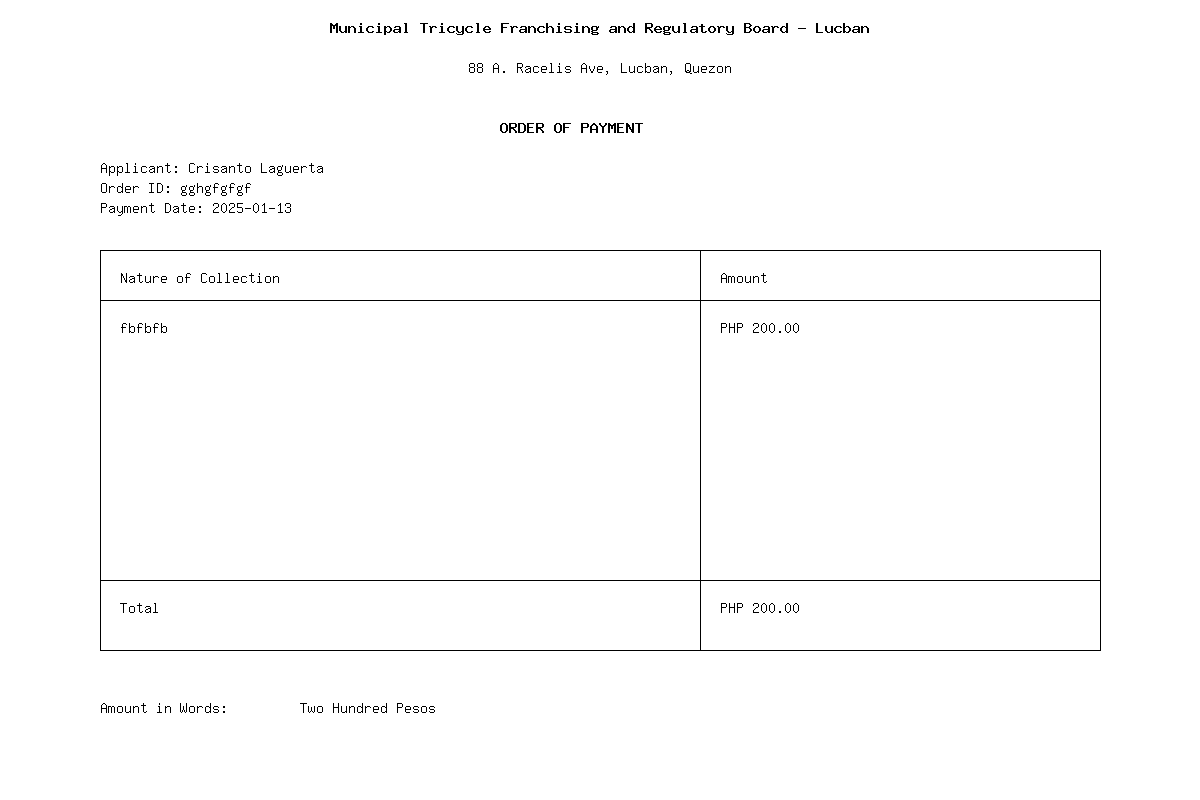 Municipal Tricycle Franchising and Regulatory Board - Lucban
88 A. Racelis Ave, Lucban, Quezon
ORDER OF PAYMENT
Applicant: Crisanto Laguerta
Order ID: gghgfgfgf
Payment Date: 2025-01-13
Nature of Collection Amount
fbfbfb PHP 200.00
Total PHP 200.00
Amount in Words: Two Hundred Pesos